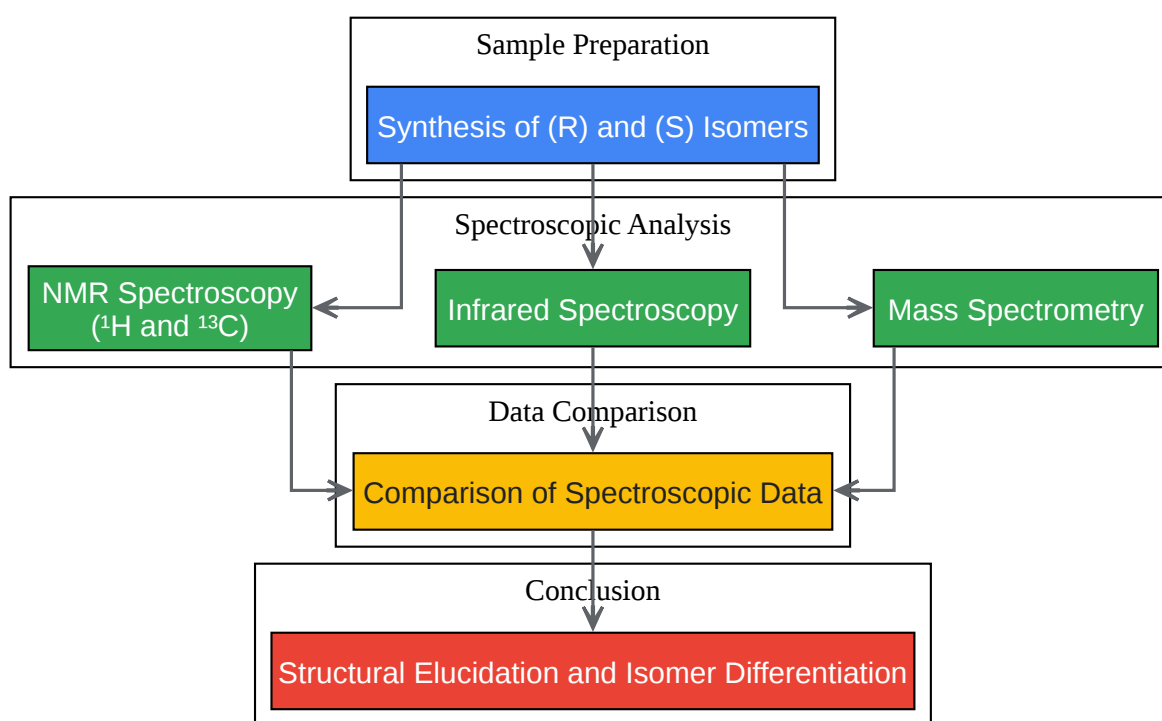 Sample Preparation
Synthesis of (R) and (S) Isomers
Spectroscopic Analysis
NMR Spectroscopy
(¹H and ¹³C)
Infrared Spectroscopy
Mass Spectrometry
Data Comparison
Comparison of Spectroscopic Data
Conclusion
Structural Elucidation and Isomer Differentiation